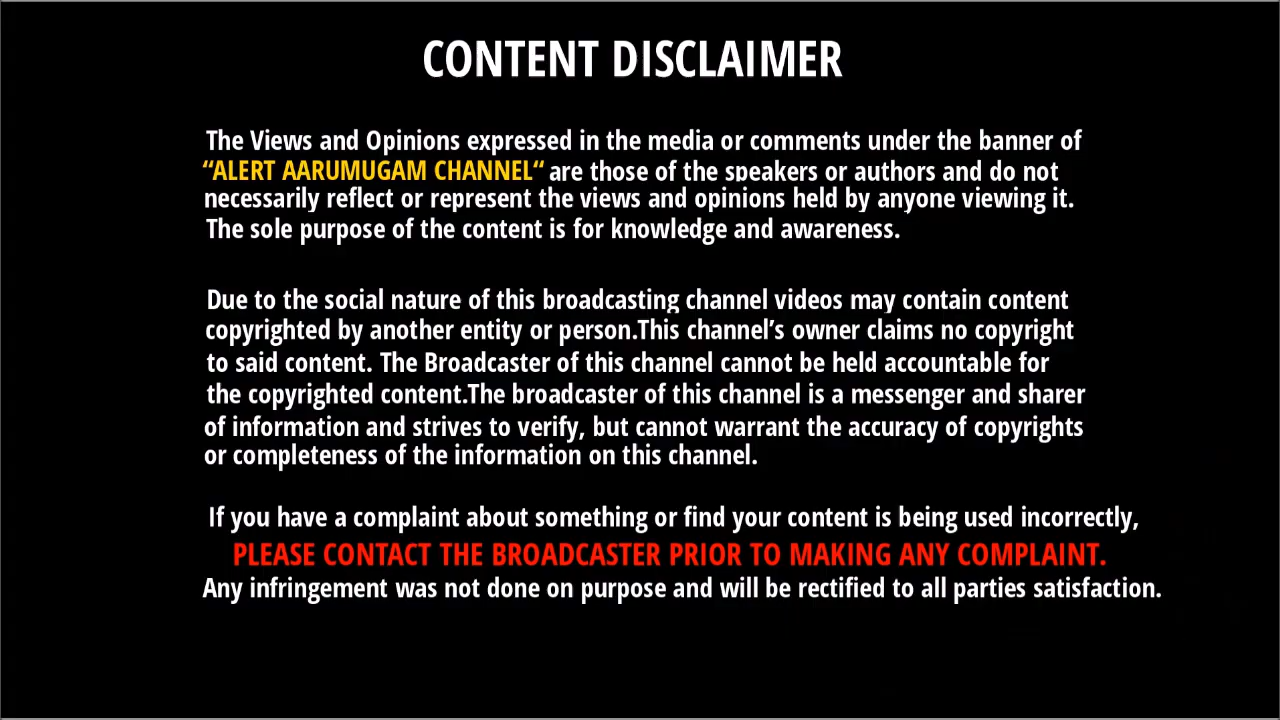 CONTENT DISCLAIMER
The Views and Opinions expressed in the media or comments under the banner of
“ALERT AARUMUGAM CHANNEL“ are those of the speakers or authors and do not
necessarily reflect or represent the views and opinions held by anyone viewing it.
The sole purpose of the content is for knowledge and awareness.
Due to the social nature of this broadcasting channel videos may contain content
copyrighted by another entity or person.This channel’s owner claims no copyright
to said content. The Broadcaster of this channel cannot be held accountable for
the copyrighted content.The broadcaster of this channel is a messenger and sharer
of information and strives to verify, but cannot warrant the accuracy of copyrights
or completeness of the information on this channel.
If you have a complaint about something or find your content is being used incorrectly,
PLEASE CONTACT THE BROADCASTER PRIOR TO MAKING ANY COMPLAINT.
Any infringement was not done on purpose and will be rectified to all parties satisfaction.